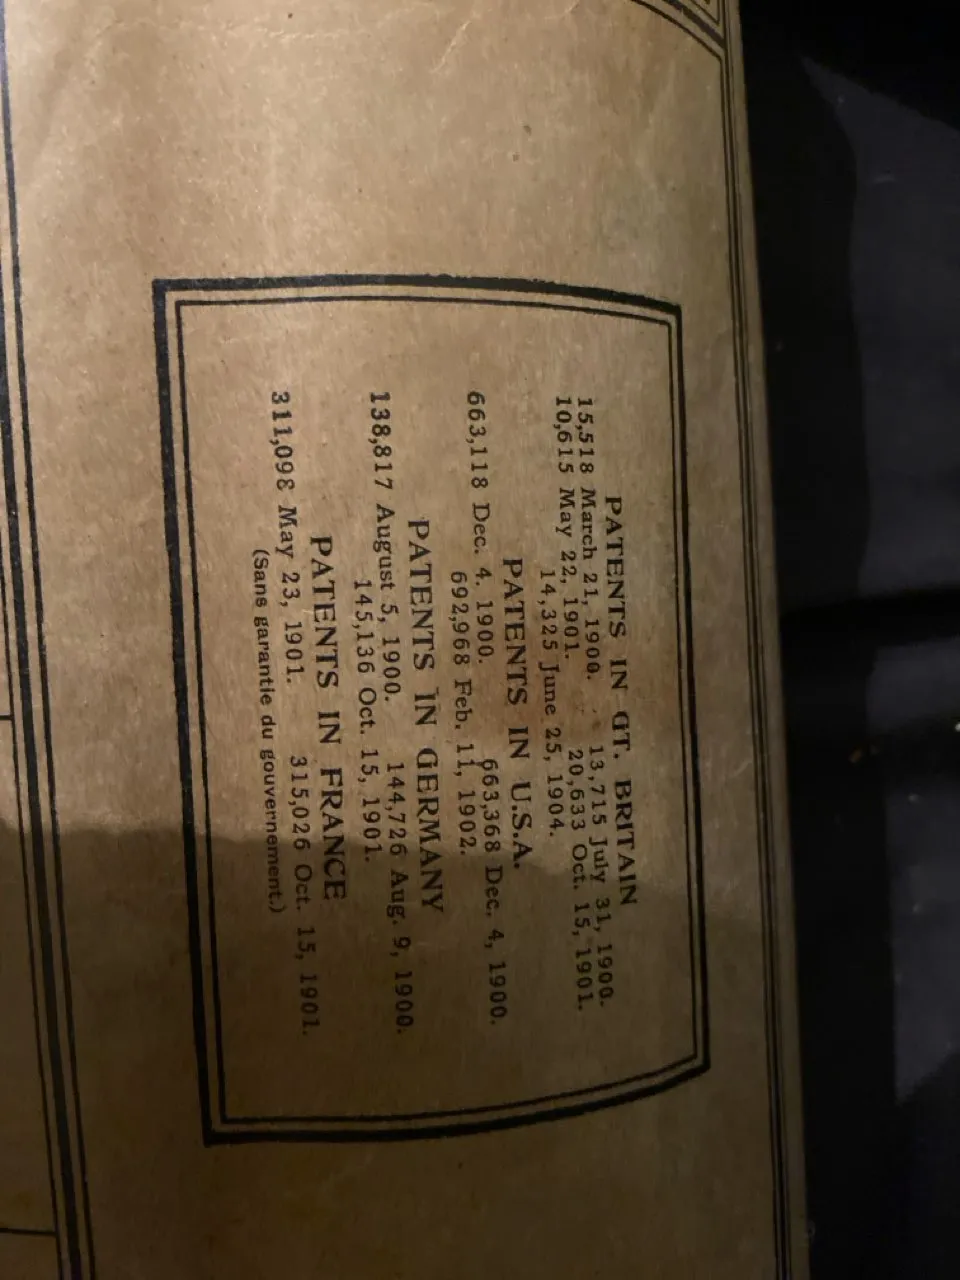 PATENTS IN GT. BRITAIN
15,518 March 21, 1900. 13,715 July 31, 1900.
10,615 May 22, 1901. 20,633 Oct. 15, 1901.
14,325 June 25, 1904.
PATENTS IN U.S.A.
663,118 Dec. 4. 1900. 663,368 Dec. 4, 1900.
692,968 Feb. 11, 1902.
PATENTS IN GERMANY
138,817 August 5, 1900. 144,726 Aug. 9, 1900.
145,136 Oct. 15, 1901.
PATENTS IN FRANCE
311,098 May 23, 1901. 315,026 Oct. 15, 1901.
(Sans garantie du gouvernement.)